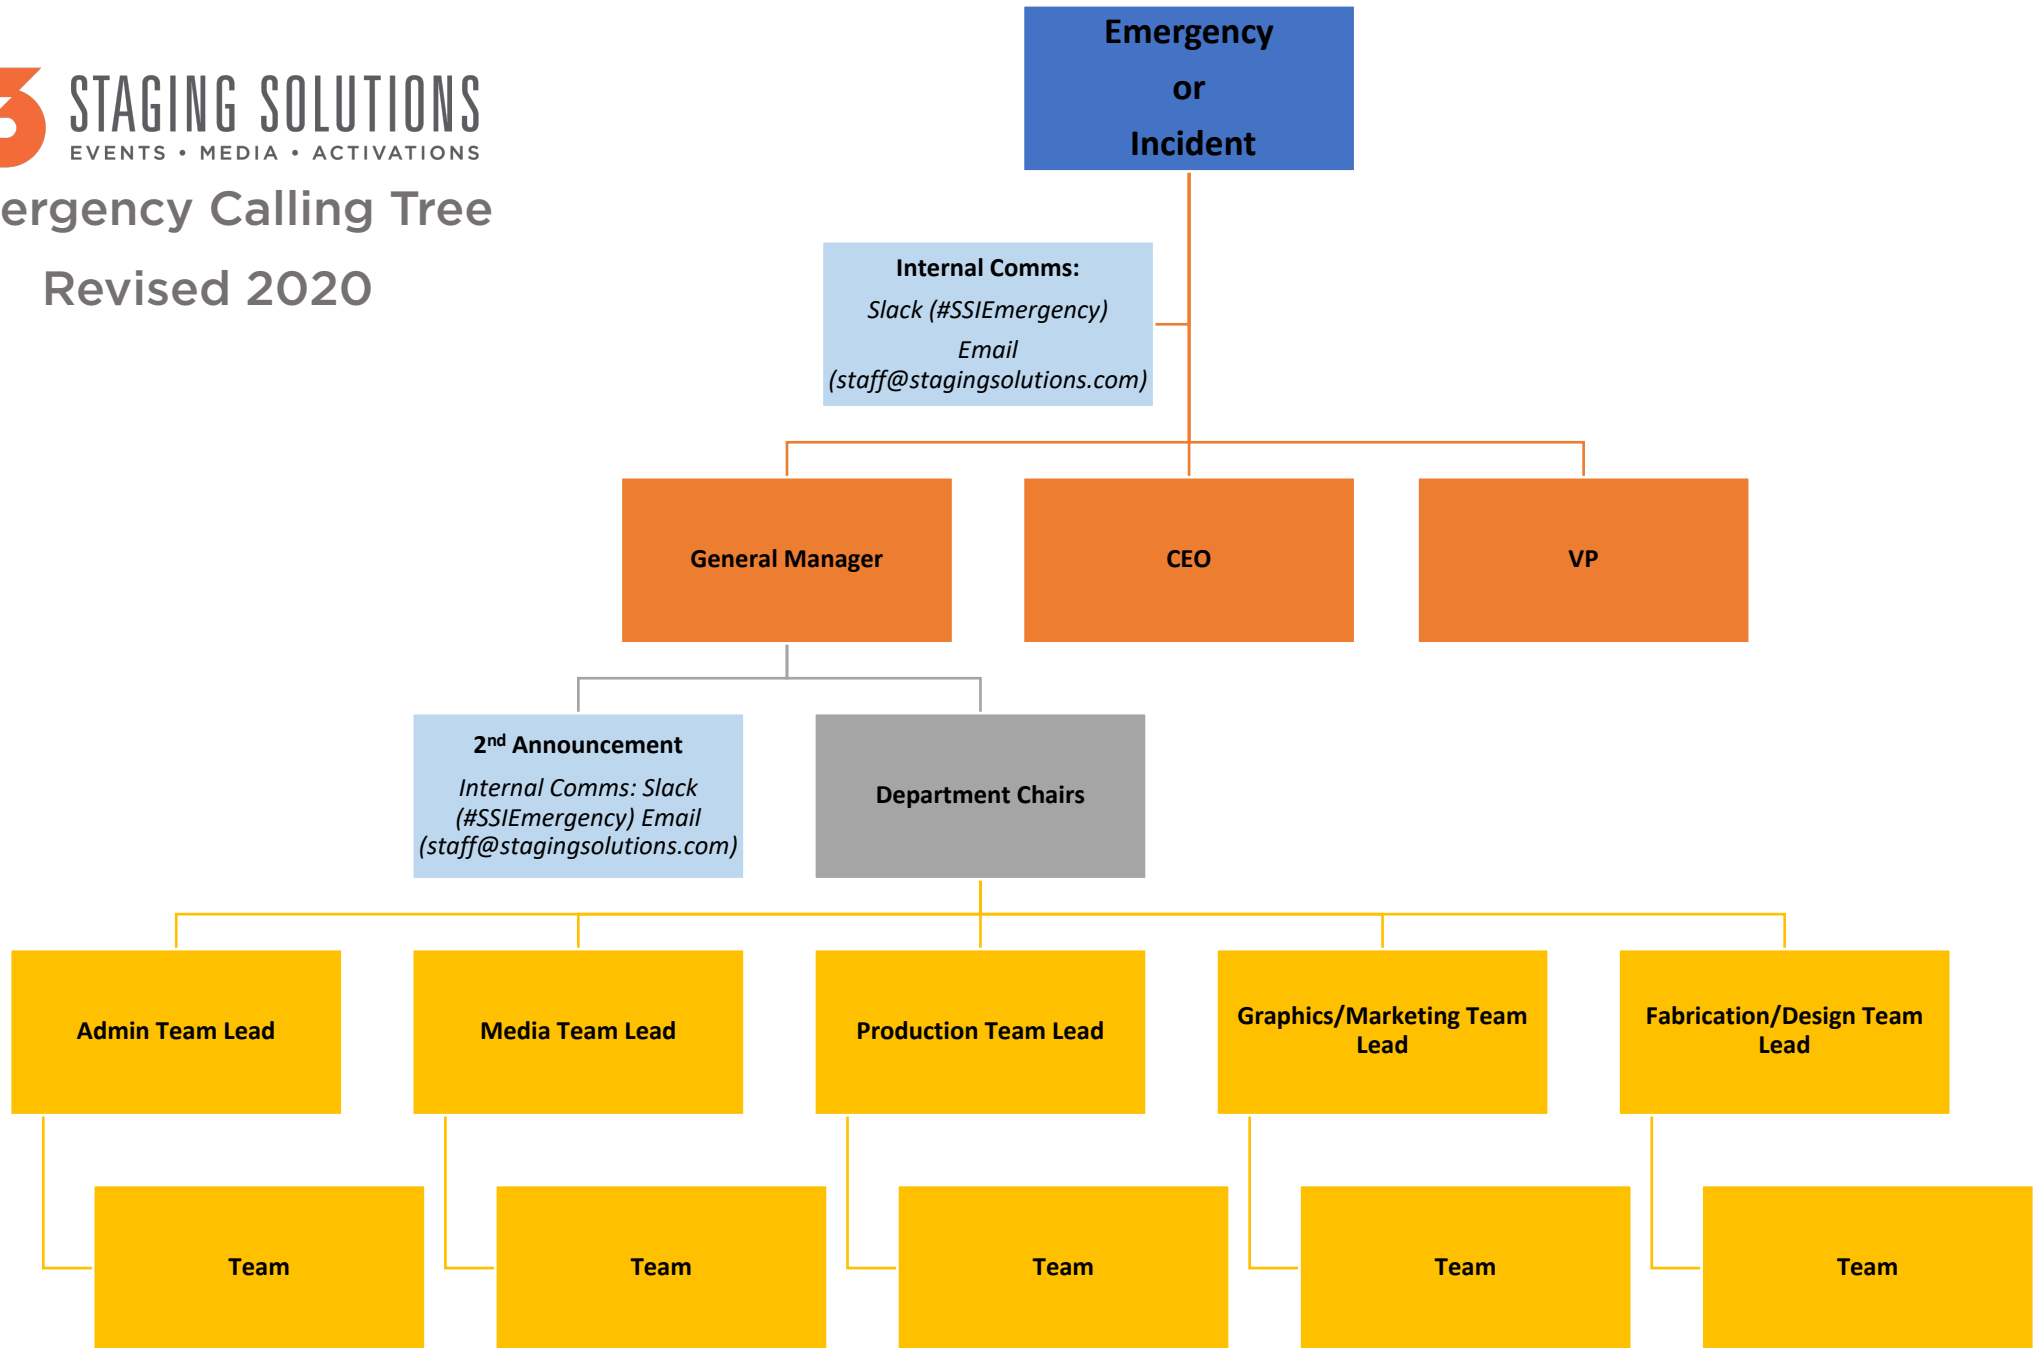 STAGING SOLUTIONS
EVENTS • MEDIA • ACTIVATIONS
ergency Calling Tree
Revised 2020
Emergency
or
Incident
Internal Comms:
Slack (#SSIEmergency)
Email
(staff@stagingsolutions.com)
General Manager
CEO
VP
2nd Announcement
Internal Comms: Slack
(#SSIEmergency) Email
(staff@stagingsolutions.com)
Department Chairs
Admin Team Lead
Media Team Lead
Production Team Lead
Graphics/Marketing Team
Lead
Fabrication/Design Team
Lead
Team
Team
Team
Team
Team